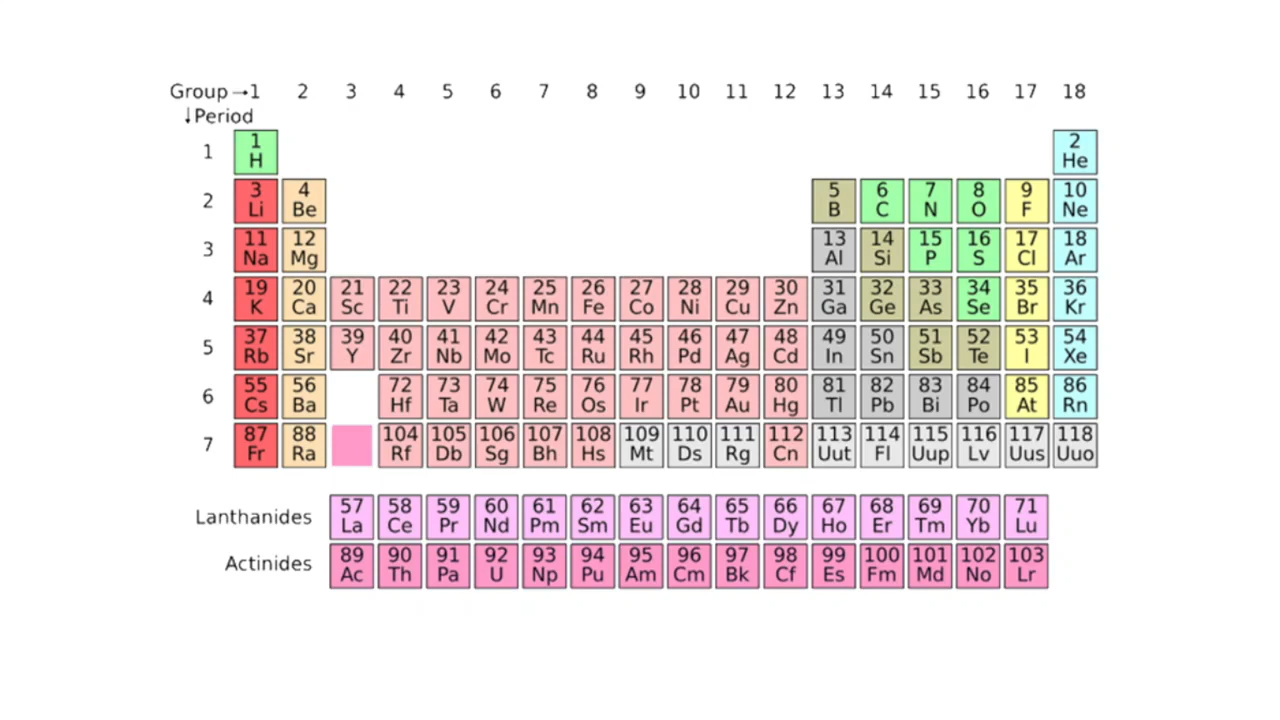 Group→1 2 3 4 5 6 7 8 9 10 11 12 13 14 15 16 17 18
↓Period
1 2
1 H He
3 4 5 6 7 8 9 10
2 Li Be B C N O F Ne
11 12 13 14 15 16 17 18
3 Na Mg Al Si P S Cl Ar
19 20 21 22 23 24 25 26 27 28 29 30 31 32 33 34 35 36
4 K Ca Sc Ti V Cr Mn Fe Co Ni Cu Zn Ga Ge As Se Br Kr
37 38 39 40 41 42 43 44 45 46 47 48 49 50 51 52 53 54
5 Rb Sr Y Zr Nb Mo Tc Ru Rh Pd Ag Cd In Sn Sb Te I Xe
55 56 72 73 74 75 76 77 78 79 80 81 82 83 84 85 86
6 Cs Ba Hf Ta W Re Os Ir Pt Au Hg Tl Pb Bi Po At Rn
87 88 104 105 106 107 108 109 110 111 112 113 114 115 116 117 118
7 Fr Ra Rf Db Sg Bh Hs Mt Ds Rg Cn Uut Fl Uup Lv Uus Uuo
57 58 59 60 61 62 63 64 65 66 67 68 69 70 71
Lanthanides La Ce Pr Nd Pm Sm Eu Gd Tb Dy Ho Er Tm Yb Lu
89 90 91 92 93 94 95 96 97 98 99 100 101 102 103
Actinides Ac Th Pa U Np Pu Am Cm Bk Cf Es Fm Md No Lr